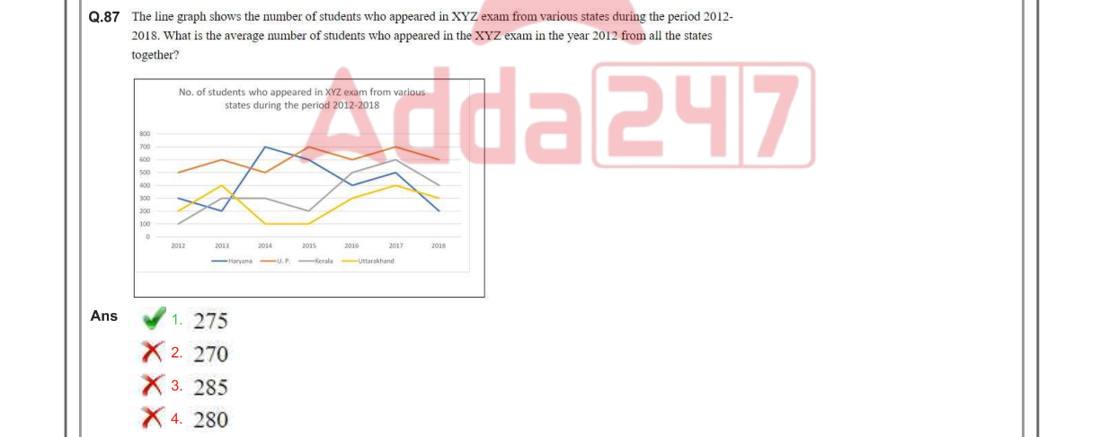 Q.87 The line graph shows the number of students who appeared in XYZ exam from various states during the period 2012-
2018. What is the average number of students who appeared in the XYZ exam in the year 2012 from all the states
together?
Adda247
No. of students who appeared in XYZ exam from various
states during the period 2012-2018
800
700
600
500
400
300
200
100
0
2012 2013 2014 2015 2016 2017 2018
Haryana U. P. Kerala Uttarakhand
Ans 1. 275
2. 270
3. 285
4. 280